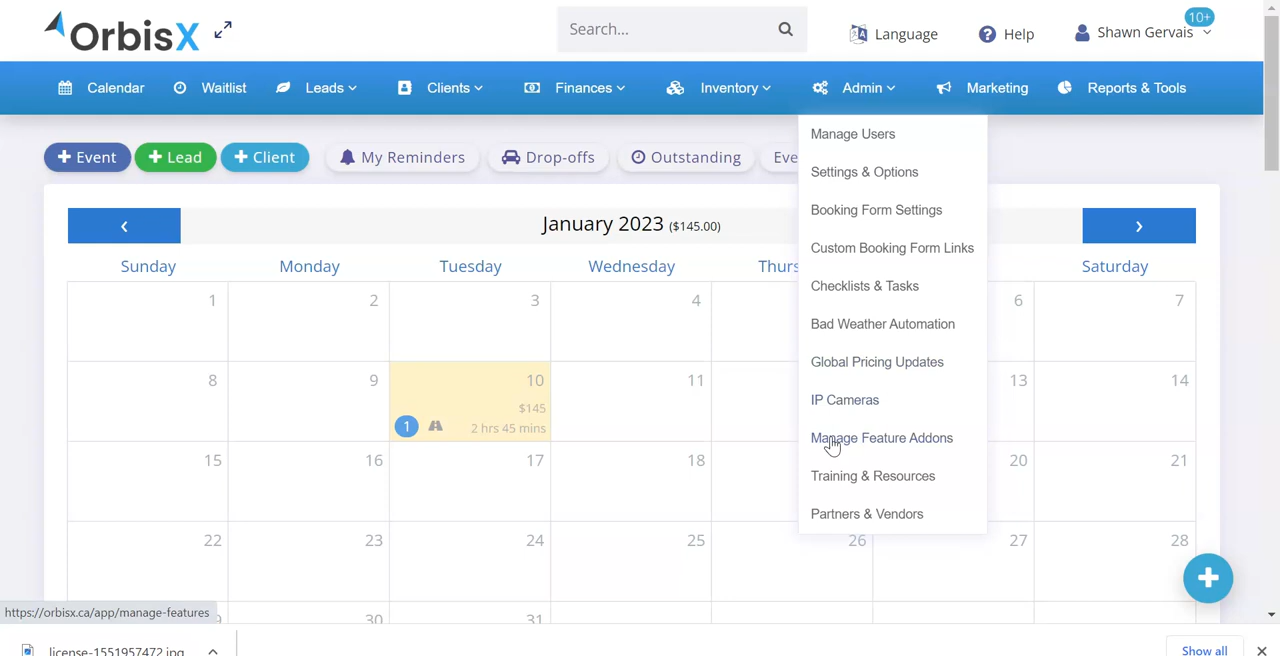 OrbisX
Search...
Language
Help
Shawn Gervais
10+
Calendar
Waitlist
Leads
Clients
Finances
Inventory
Admin
Marketing
Reports & Tools
+ Event
+ Lead
+ Client
My Reminders
Drop-offs
Outstanding
Eve
Manage Users
Settings & Options
Booking Form Settings
Custom Booking Form Links
Checklists & Tasks
Bad Weather Automation
Global Pricing Updates
IP Cameras
Manage Feature Addons
Training & Resources
Partners & Vendors
‹
January 2023 ($145.00)
›
Sunday Monday Tuesday Wednesday Thurs Saturday
1 2 3 4 6 7
8 9 10 11 13 14
$145
1 2 hrs 45 mins
15 16 17 18 20 21
22 23 24 25 26 27 28
30 31
https://orbisx.ca/app/manage-features
license-1551957472.jpg
Show all